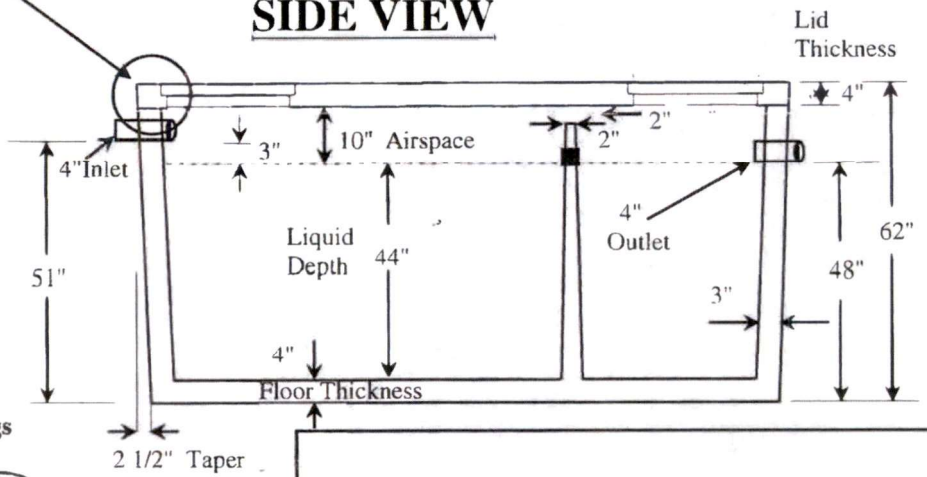 SIDE VIEW
Lid
Thickness
4"
10" Airspace
2"
2"
3"
4"Inlet
4"
Outlet
Liquid
Depth
44"
51"
62"
48"
3"
4"
Floor Thickness
2 1/2" Taper